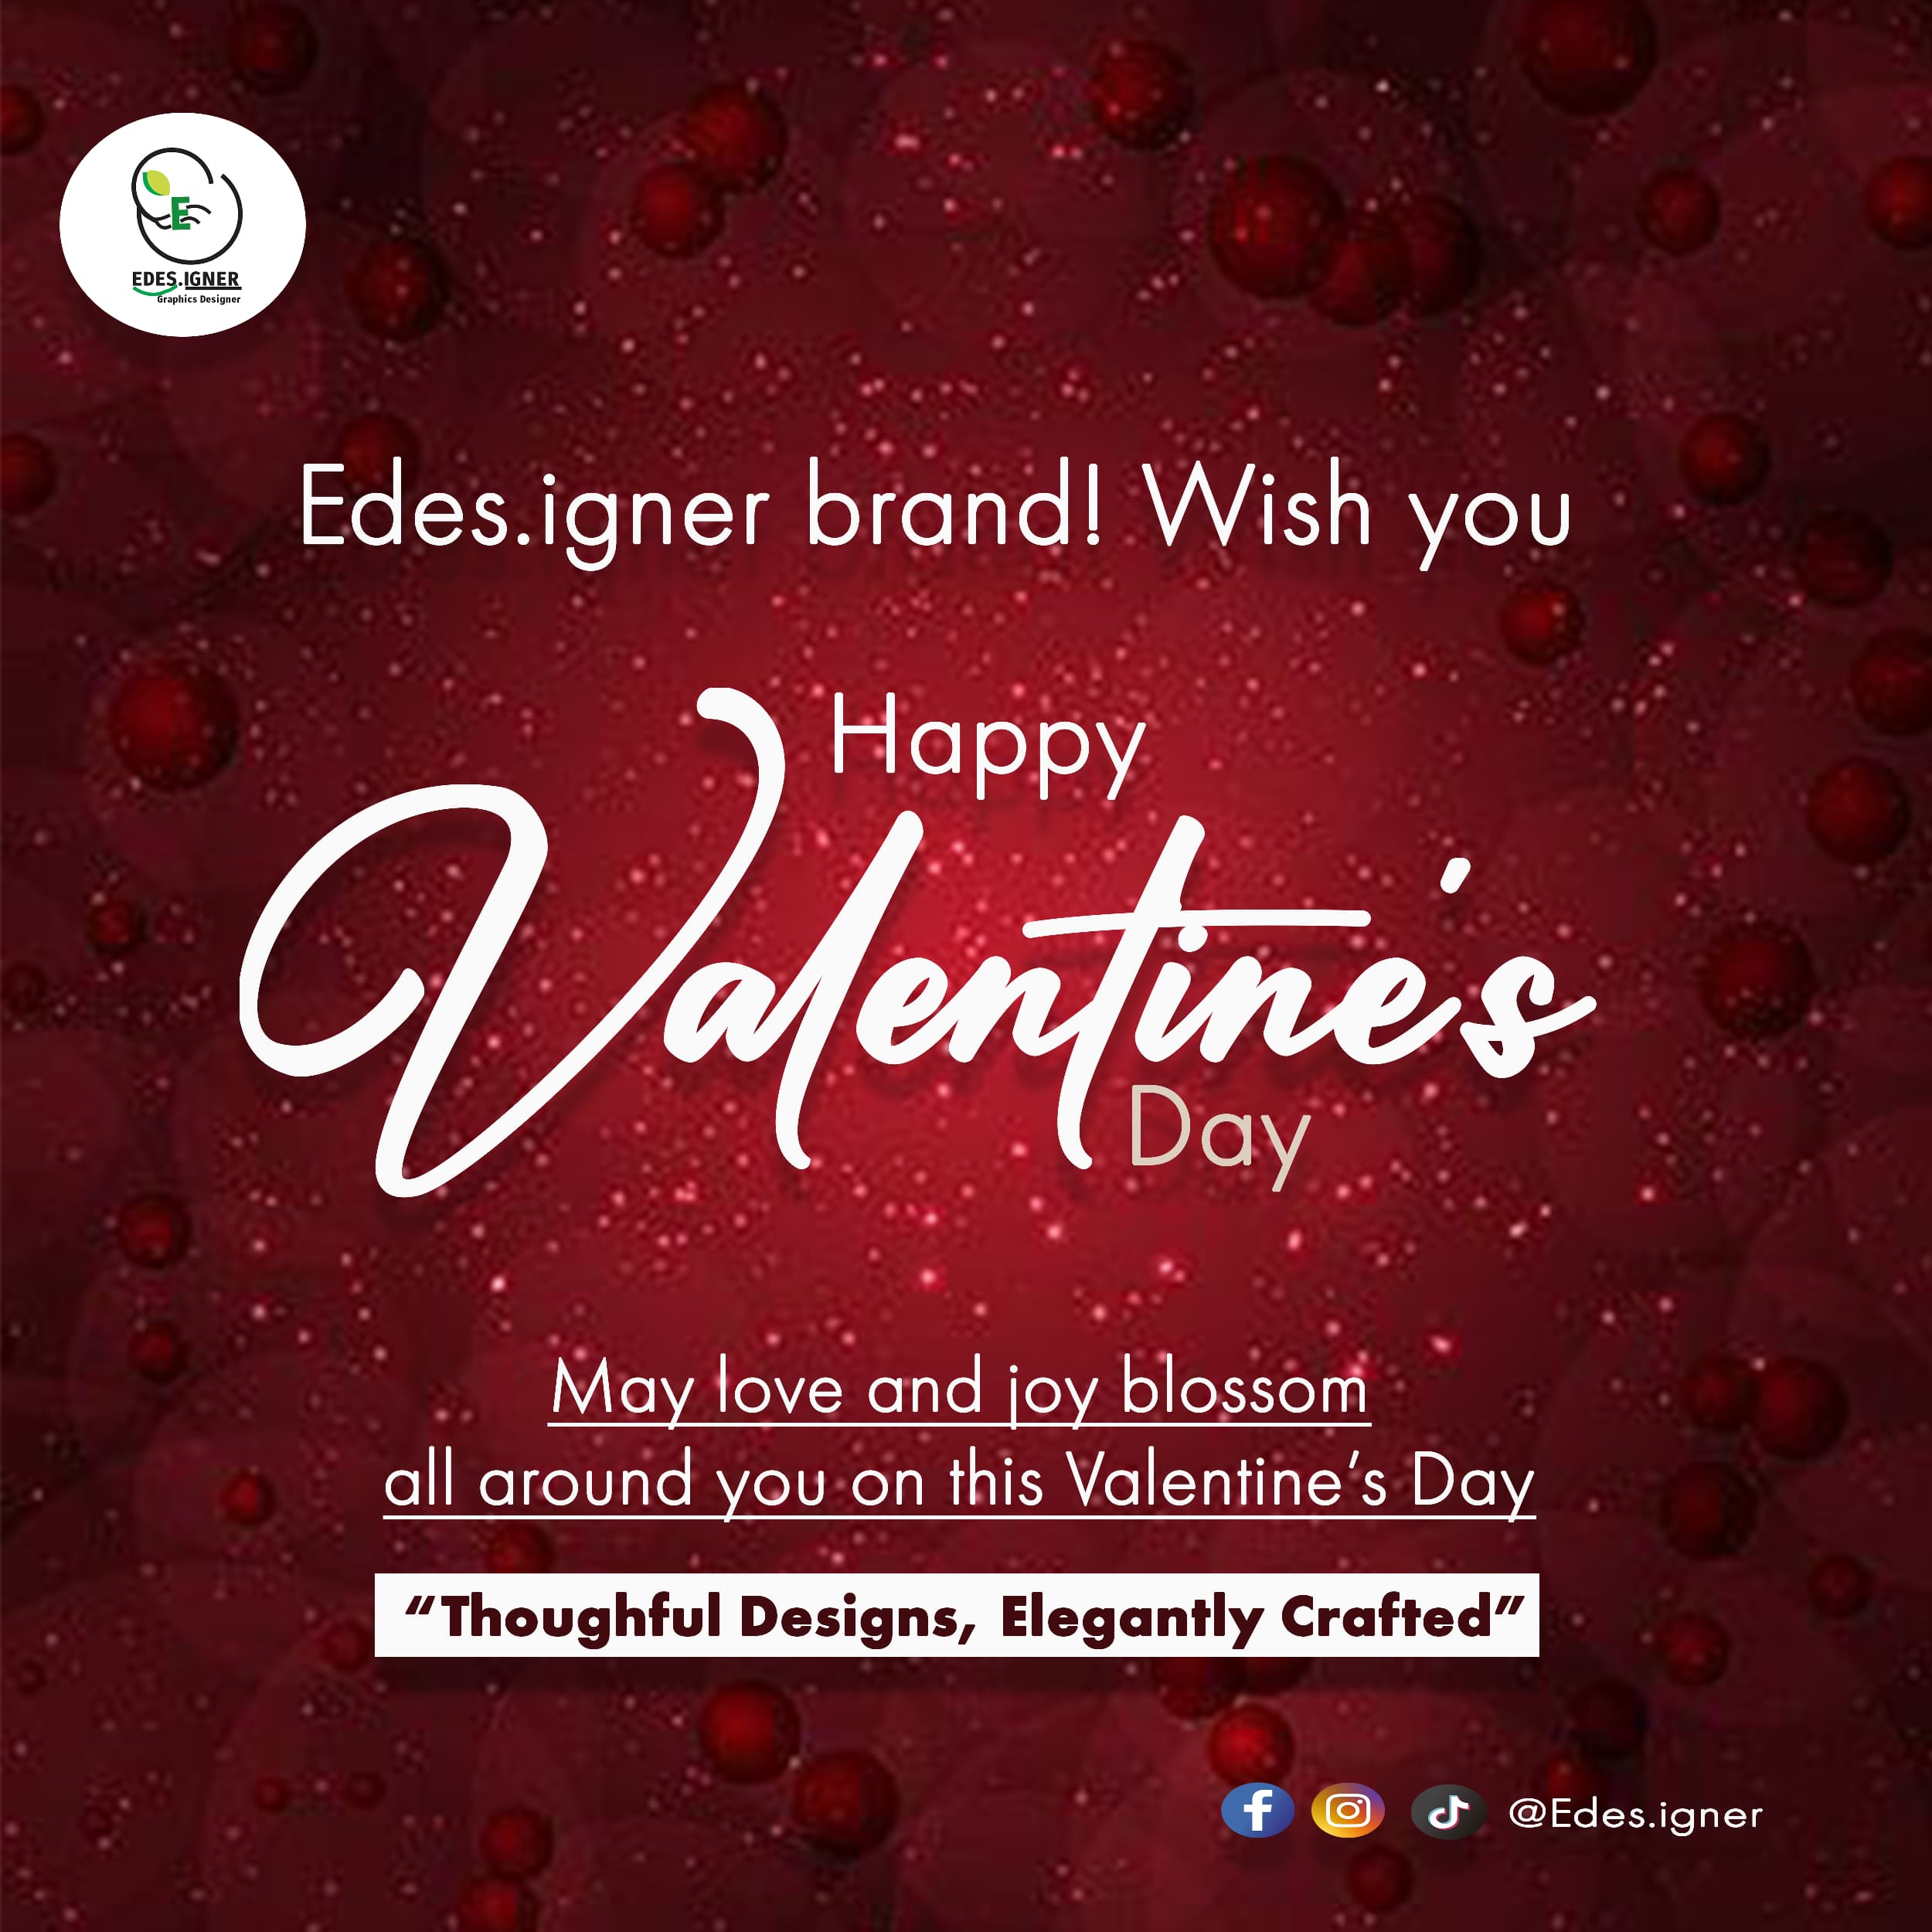 E
EDES.IGNER
Graphics Designer
Edes.igner brand! Wish you
Happy
Valentine's
Day
May love and joy blossom
all around you on this Valentine’s Day
“Thoughful Designs, Elegantly Crafted”
@Edes.igner